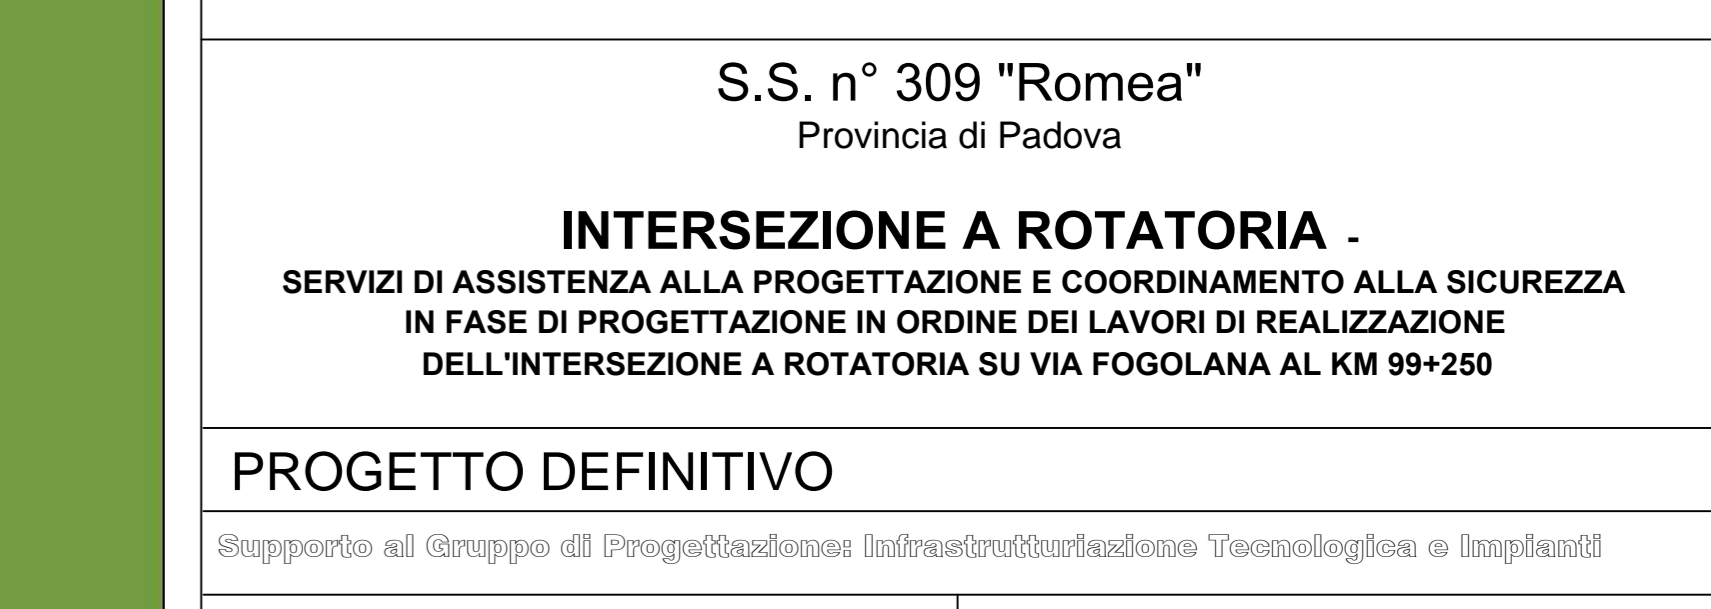 S.S. n° 309 "Romea"
Provincia di Padova
INTERSEZIONE A ROTATORIA -
SERVIZI DI ASSISTENZA ALLA PROGETTAZIONE E COORDINAMENTO ALLA SICUREZZA
IN FASE DI PROGETTAZIONE IN ORDINE DEI LAVORI DI REALIZZAZIONE
DELL'INTERSEZIONE A ROTATORIA SU VIA FOGOLANA AL KM 99+250
PROGETTO DEFINITIVO
Supporto al Gruppo di Progettazione: Infrastrutturiazione Tecnologica e Impianti